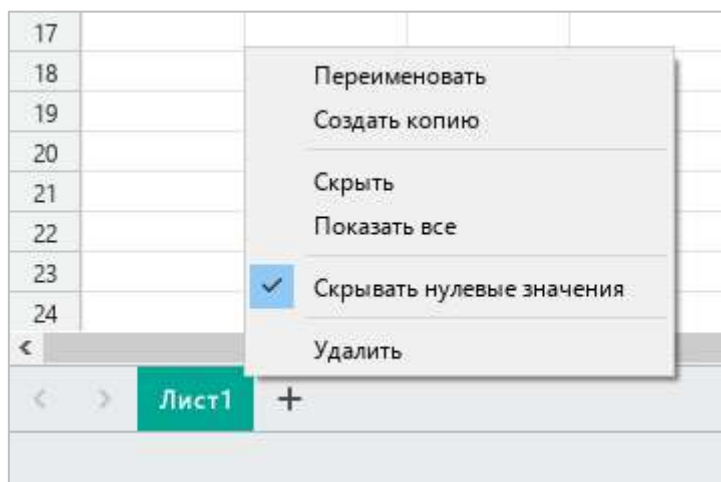 17
18
19
20
21
22
23
24
Переименовать
Создать копию
Скрыть
Показать все
Скрывать нулевые значения
Удалить
Лист1